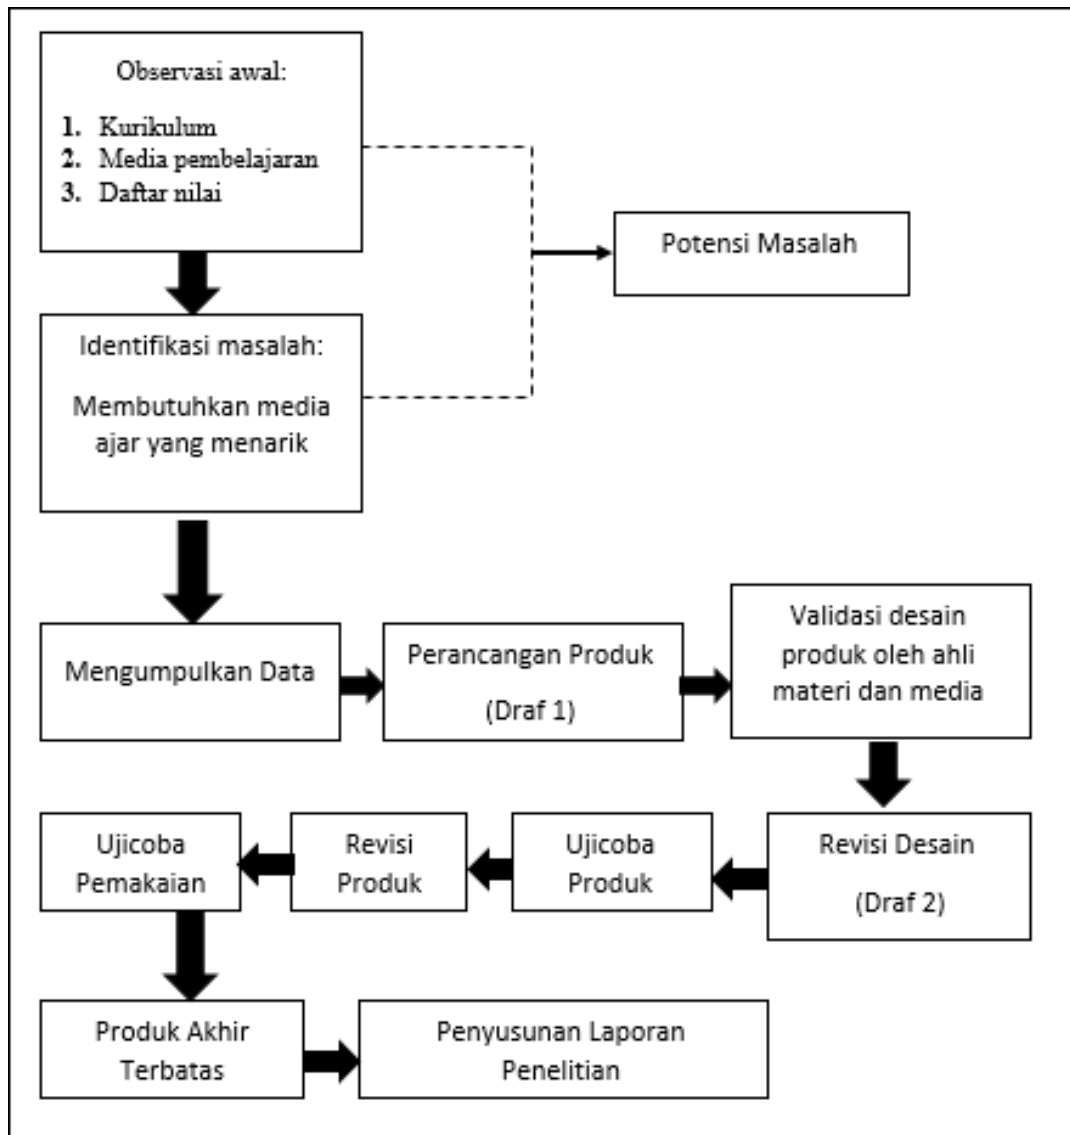 Observasi awal:
1. Kurikulum
2. Media pembelajaran
3. Daftar nilai
Potensi Masalah
Identifikasi masalah:
Membutuhkan media
ajar yang menarik
Mengumpulkan Data
Perancangan Produk
(Draf 1)
Validasi desain
produk oleh ahli
materi dan media
Revisi Desain
(Draf 2)
Ujicoba
Produk
Revisi
Produk
Ujicoba
Pemakaian
Produk Akhir
Terbatas
Penyusunan Laporan
Penelitian